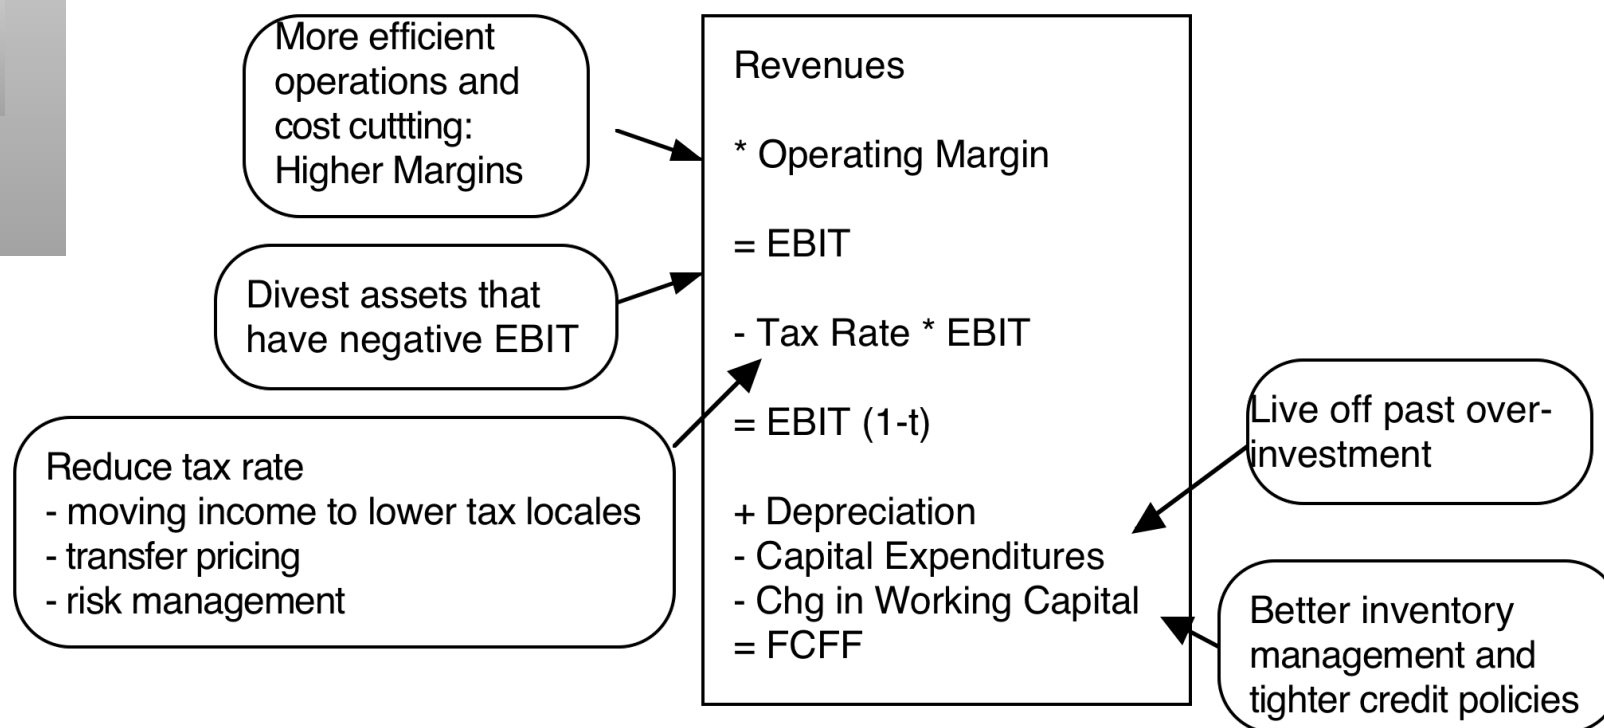 More efficient
operations and
cost cuttting:
Higher Margins
Divest assets that
have negative EBIT
Reduce tax rate
- moving income to lower tax locales
- transfer pricing
- risk management
Revenues
* Operating Margin
= EBIT
- Tax Rate * EBIT
= EBIT (1-t)
+ Depreciation
- Capital Expenditures
- Chg in Working Capital
= FCFF
Live off past over-
investment
Better inventory
management and
tighter credit policies